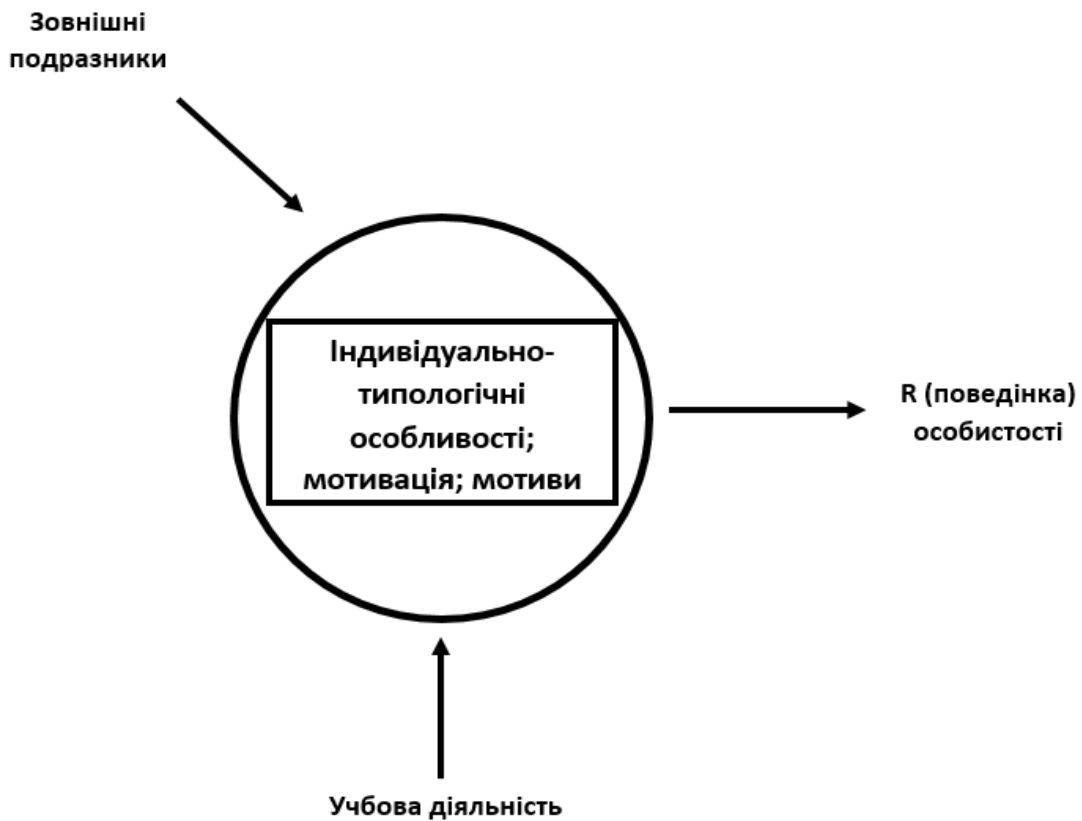 Зовнішні
подразники
Індивідуально-
типологічні
особливості;
мотивація; мотиви
R (поведінка)
особистості
Учбова діяльність